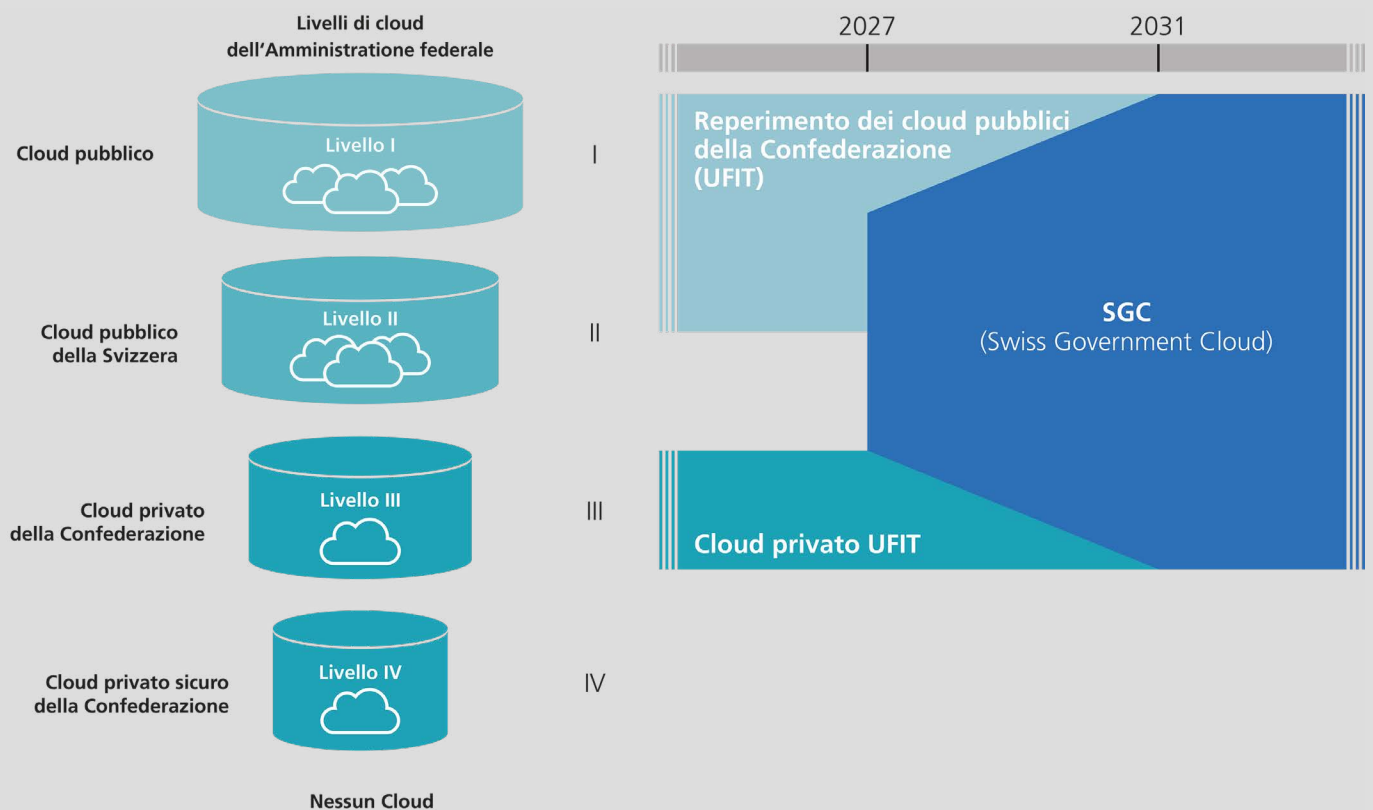 Livelli di cloud
dell'Amministratione federale
Cloud pubblico
Livello I
I
Cloud pubblico
della Svizzera
Livello II
II
Cloud privato
della Confederazione
Livello III
III
Cloud privato sicuro
della Confederazione
Livello IV
IV
Nessun Cloud
2027
2031
Reperimento dei cloud pubblici
della Confederazione
(UFIT)
SGC
(Swiss Government Cloud)
Cloud privato UFIT